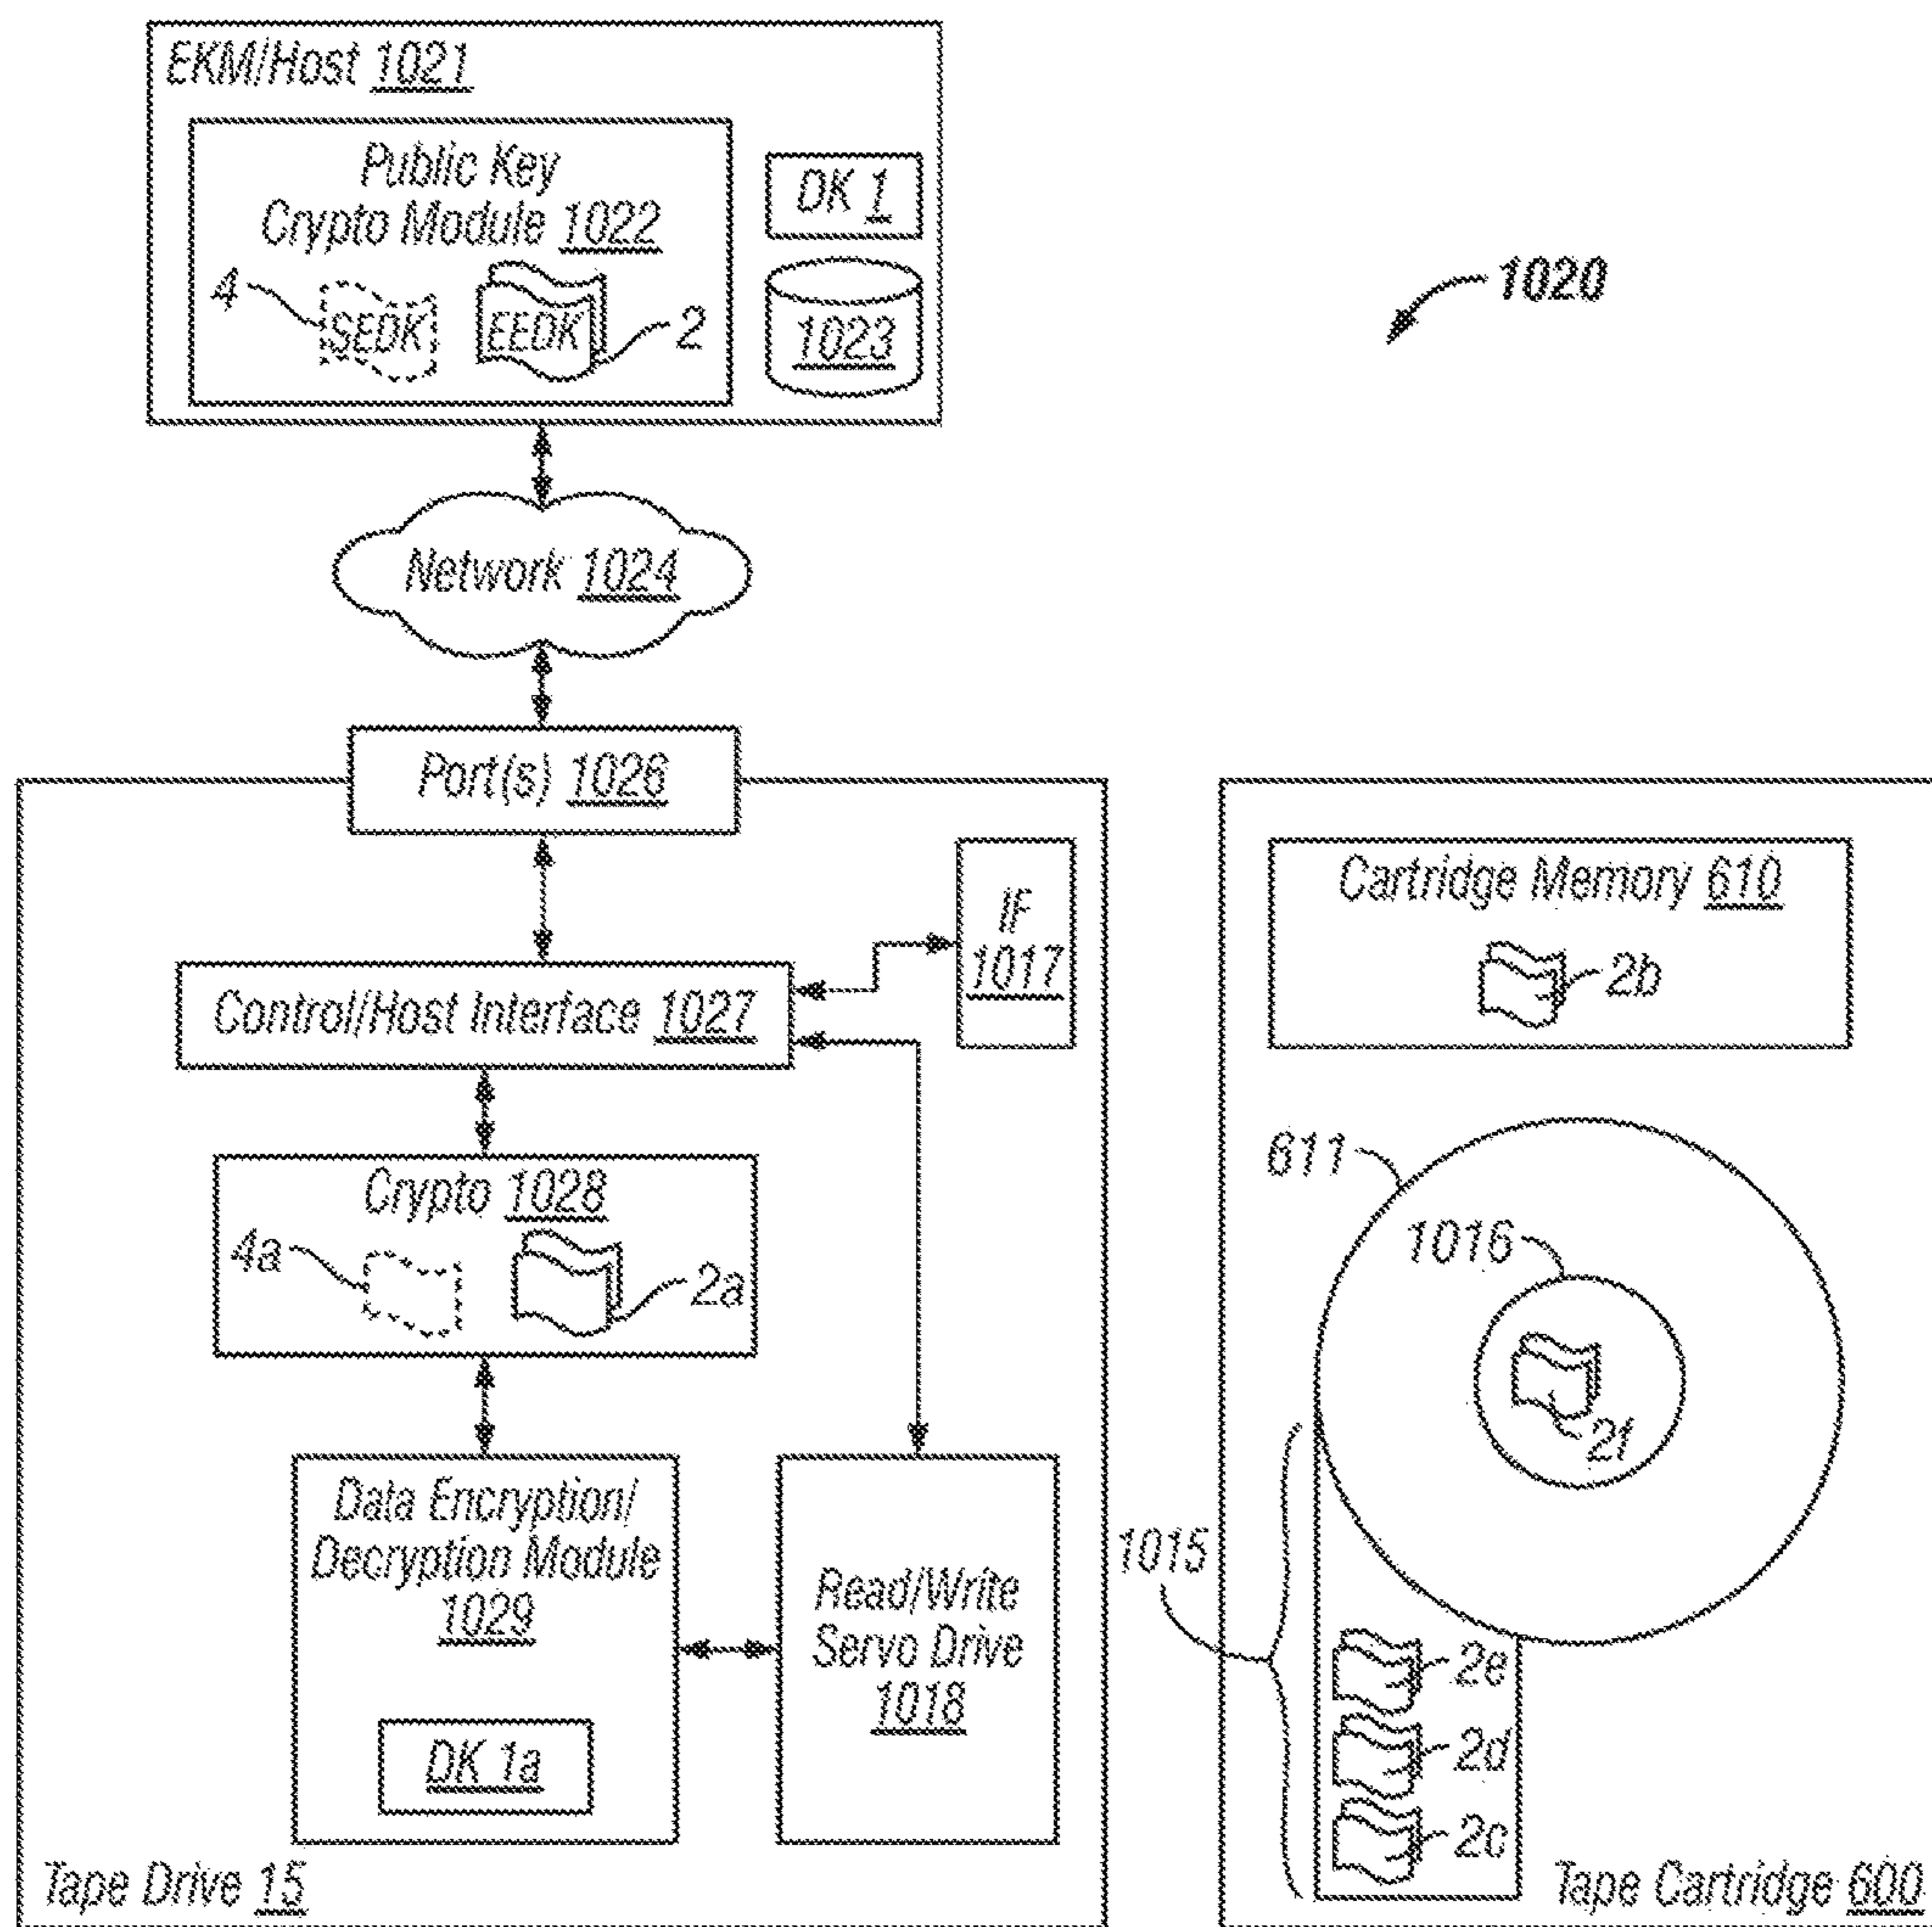 EKM/Host 1021
Public Key
Crypto Module 1022
DK 1
4
SEDK
EEDK
2
1023
1020
Network 1024
Port(s) 1026
IF
1017
Control/Host Interface 1027
Crypto 1028
4a
2a
Data Encryption/
Decryption Module
1029
DK 1a
Read/Write
Servo Drive
1018
Tape Drive 15
Cartridge Memory 610
2b
611
1016
2f
1015
2e
2d
2c
Tape Cartridge 600